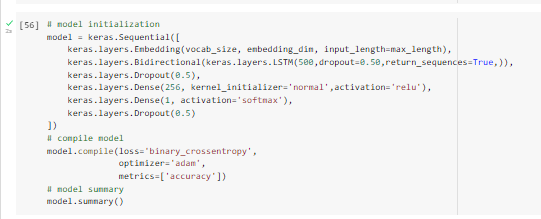 [56] # model initialization
model = keras.Sequential([
keras.layers.Embedding(vocab_size, embedding_dim, input_length=max_length),
keras.layers.Bidirectional(keras.layers.LSTM(500,dropout=0.50,return_sequences=True,)),
keras.layers.Dropout(0.5),
keras.layers.Dense(256, kernel_initializer='normal',activation='relu'),
keras.layers.Dense(1, activation='softmax'),
keras.layers.Dropout(0.5)
])
# compile model
model.compile(loss='binary_crossentropy',
optimizer='adam',
metrics=['accuracy'])
# model summary
model.summary()